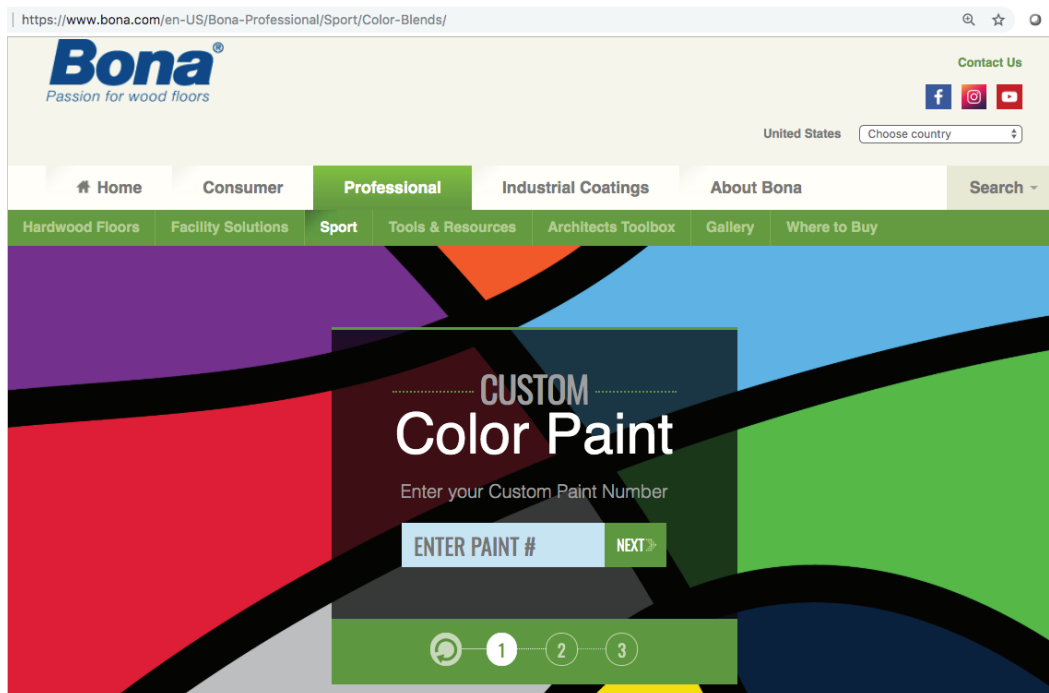 https://www.bona.com/en-US/Bona-Professional/Sport/Color-Blends/
Bona®
Passion for wood floors
Contact Us
United States Choose country
Home Consumer Professional Industrial Coatings About Bona Search
Hardwood Floors Facility Solutions Sport Tools & Resources Architects Toolbox Gallery Where to Buy
CUSTOM
Color Paint
Enter your Custom Paint Number
ENTER PAINT # NEXT
1 2 3